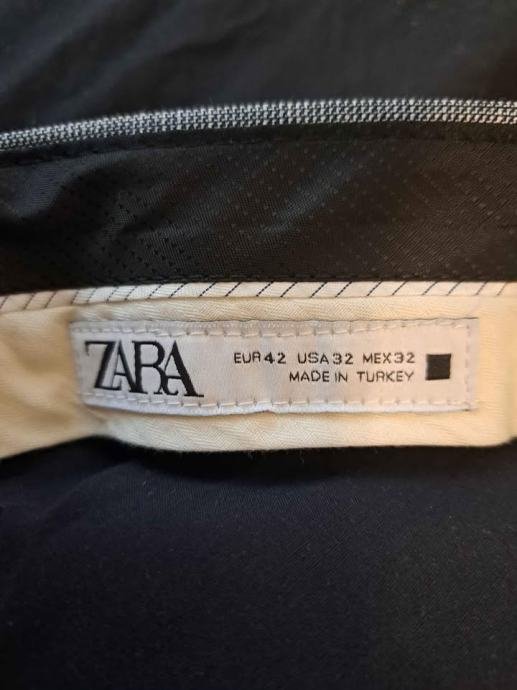 ZARA
EUR 42 USA 32 MEX 32
MADE IN TURKEY